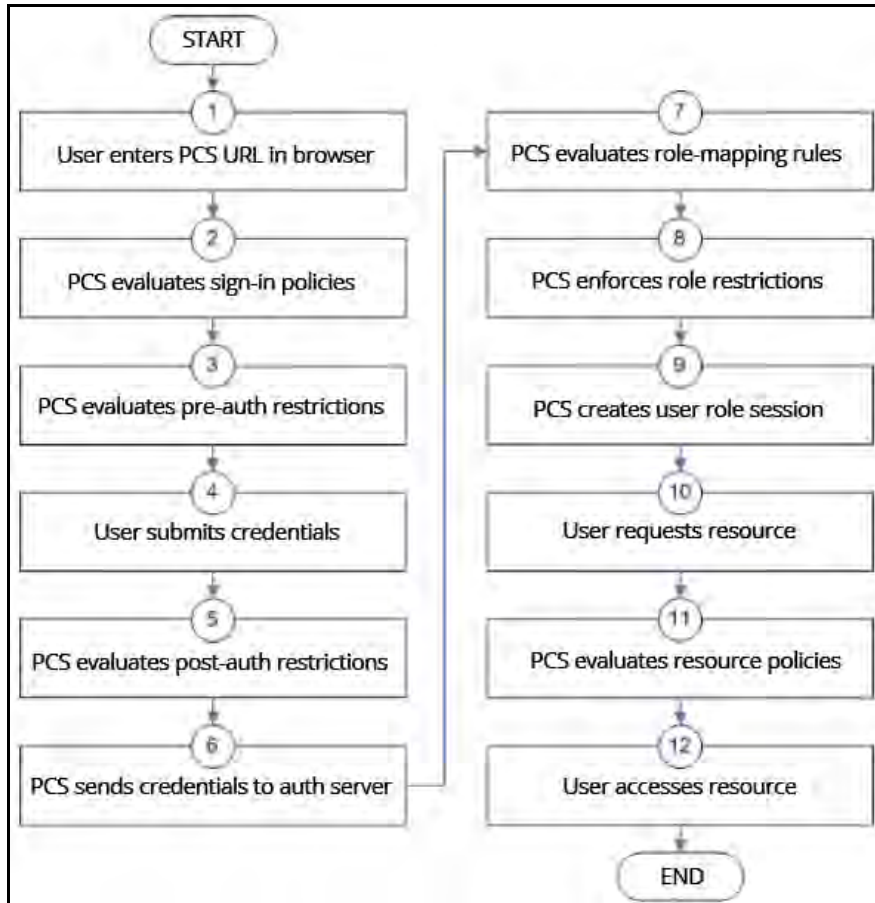 START
1
User enters PCS URL in browser
2
PCS evaluates sign-in policies
3
PCS evaluates pre-auth restrictions
4
User submits credentials
5
PCS evaluates post-auth restrictions
6
PCS sends credentials to auth server
7
PCS evaluates role-mapping rules
8
PCS enforces role restrictions
9
PCS creates user role session
10
User requests resource
11
PCS evaluates resource policies
12
User accesses resource
END